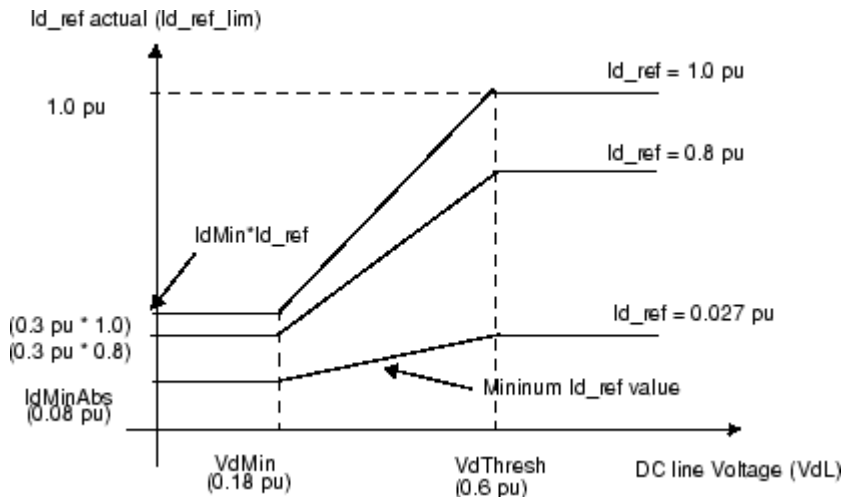 Id_ref actual (Id_ref_lim)
Id_ref = 1.0 pu
1.0 pu
Id_ref = 0.8 pu
IdMin*Id_ref
Id_ref = 0.027 pu
(0.3 pu * 1.0)
(0.3 pu * 0.8)
Mininum Id_ref value
IdMinAbs
(0.08 pu)
VdMin
(0.18 pu)
VdThresh
(0.6 pu)
DC line Voltage (VdL)